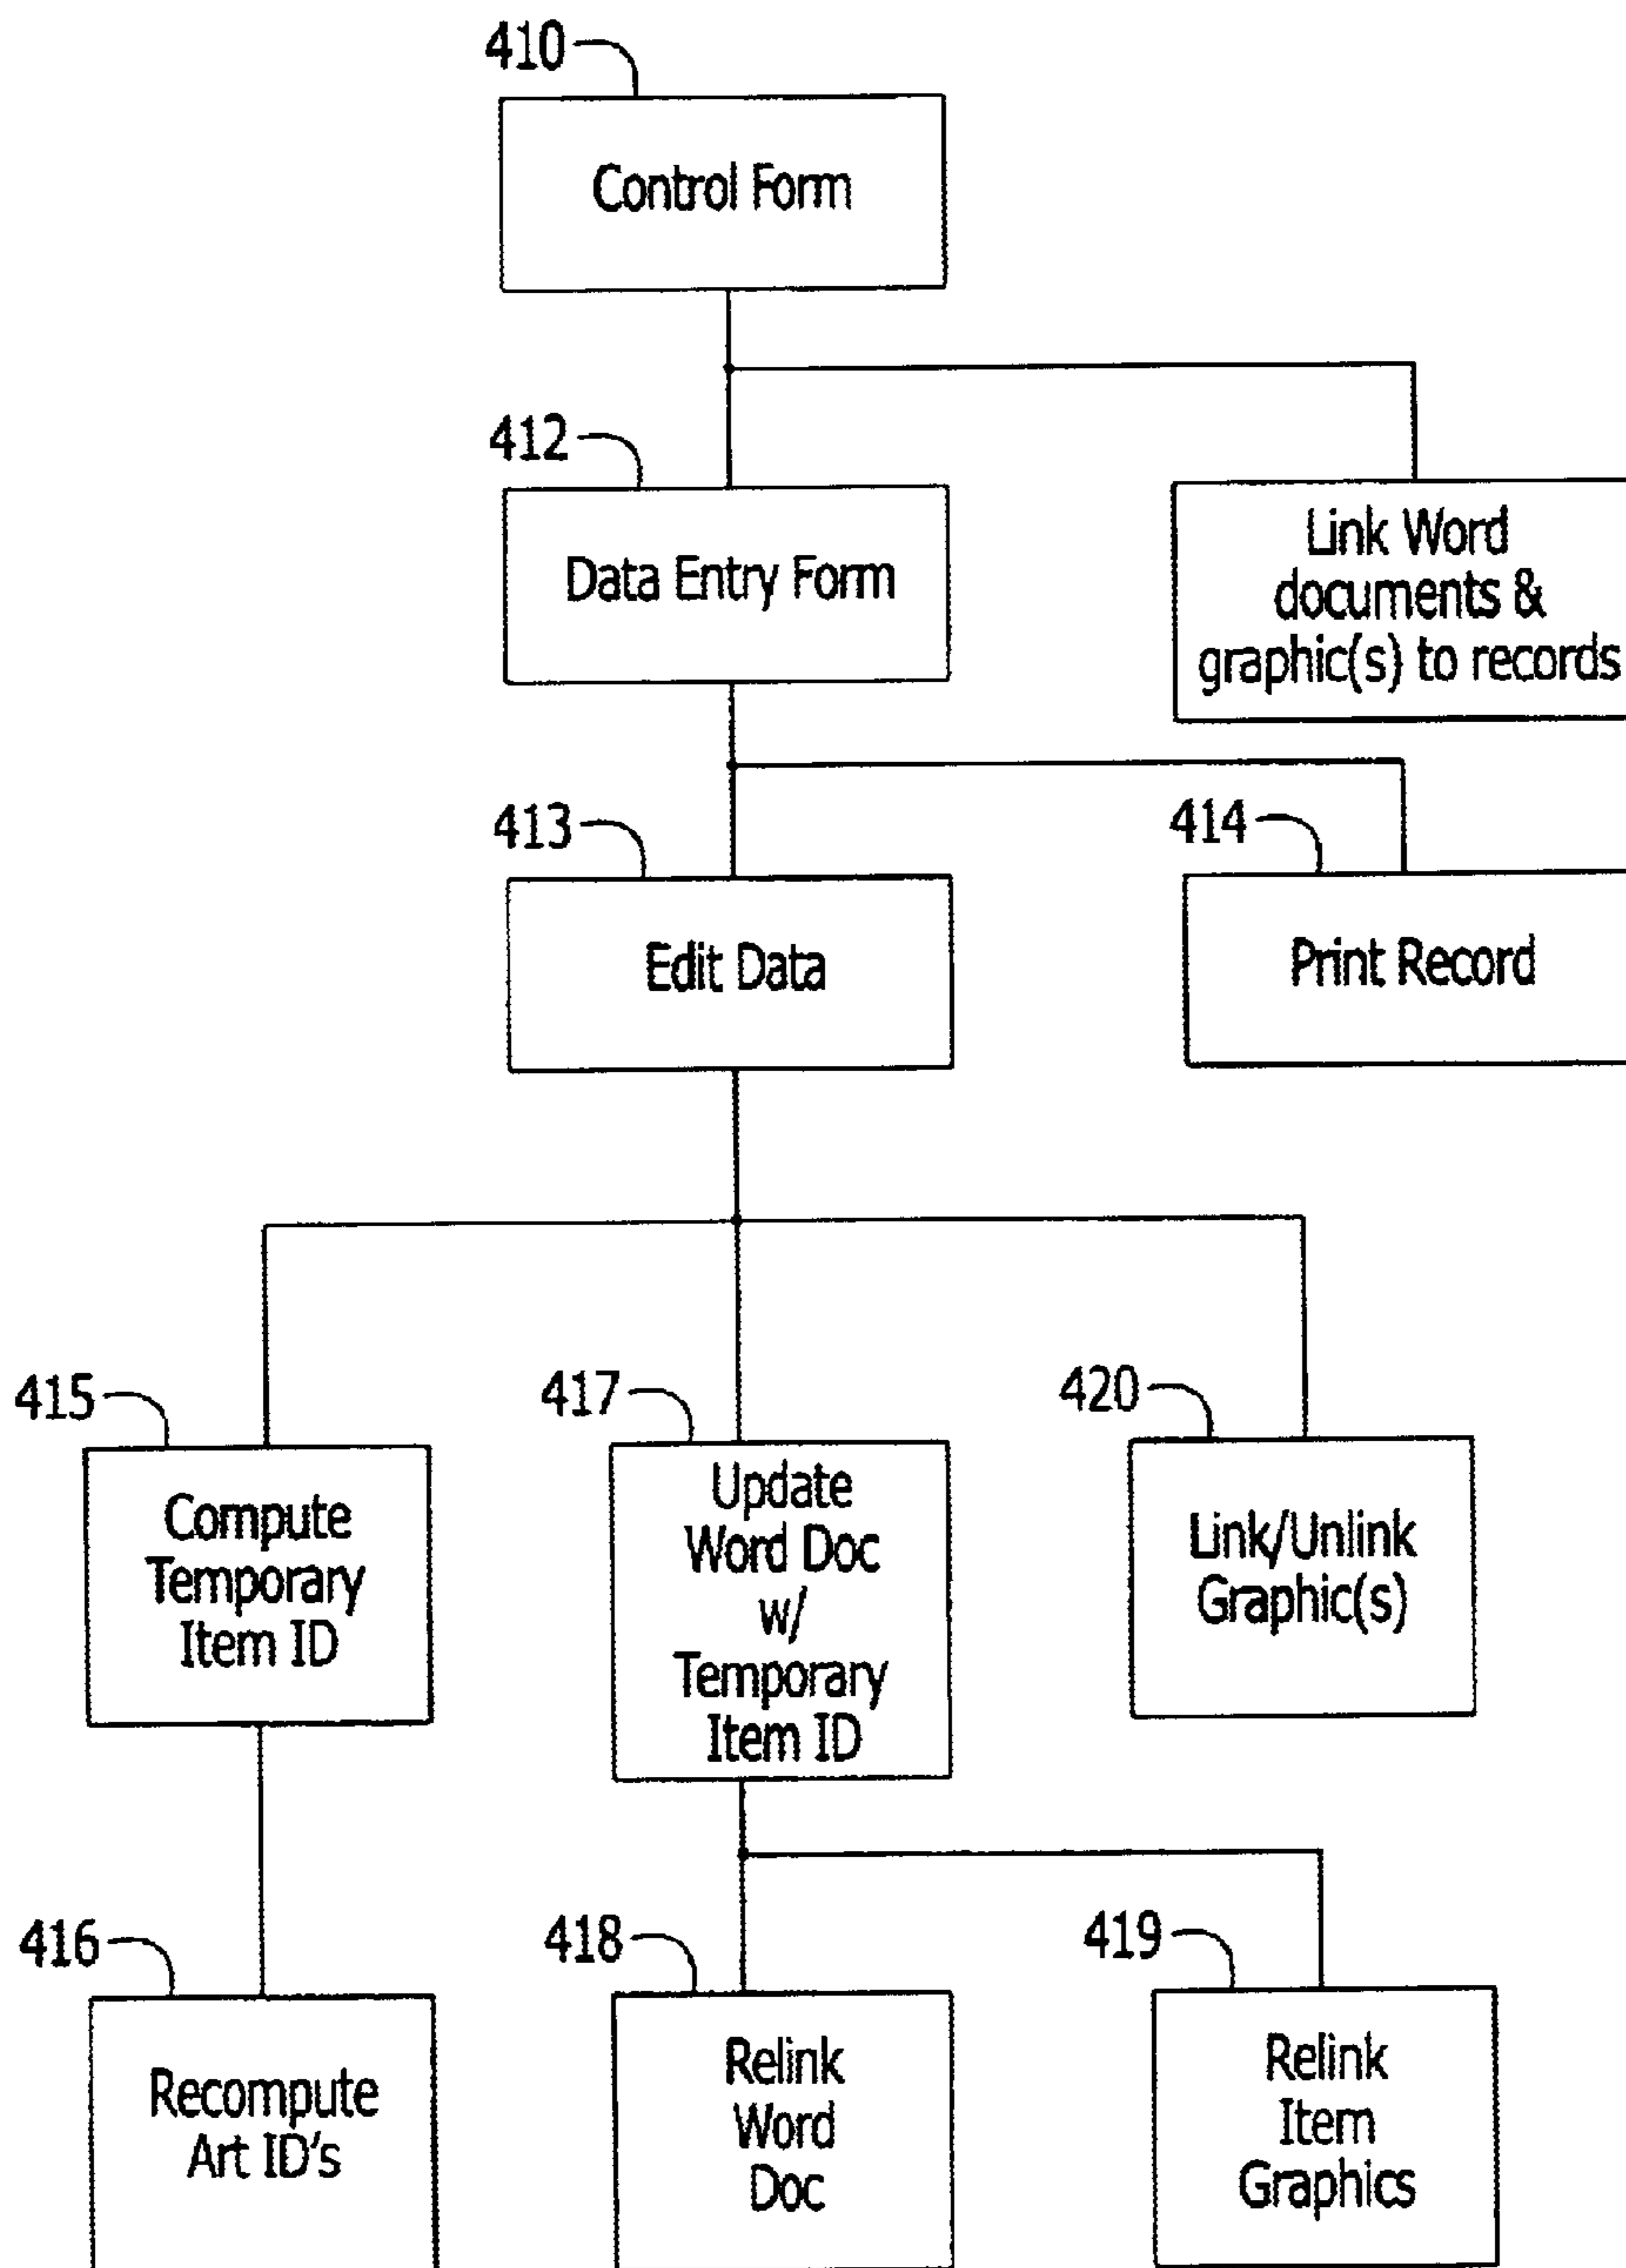 410
Control Form
412
Data Entry Form
Link Word
documents &
graphic(s) to records
413
Edit Data
414
Print Record
415
Compute
Temporary
Item ID
417
Update
Word Doc
w/
Temporary
Item ID
420
Link/Unlink
Graphic(s)
416
Recompute
Art ID's
418
Relink
Word
Doc
419
Relink
Item
Graphics